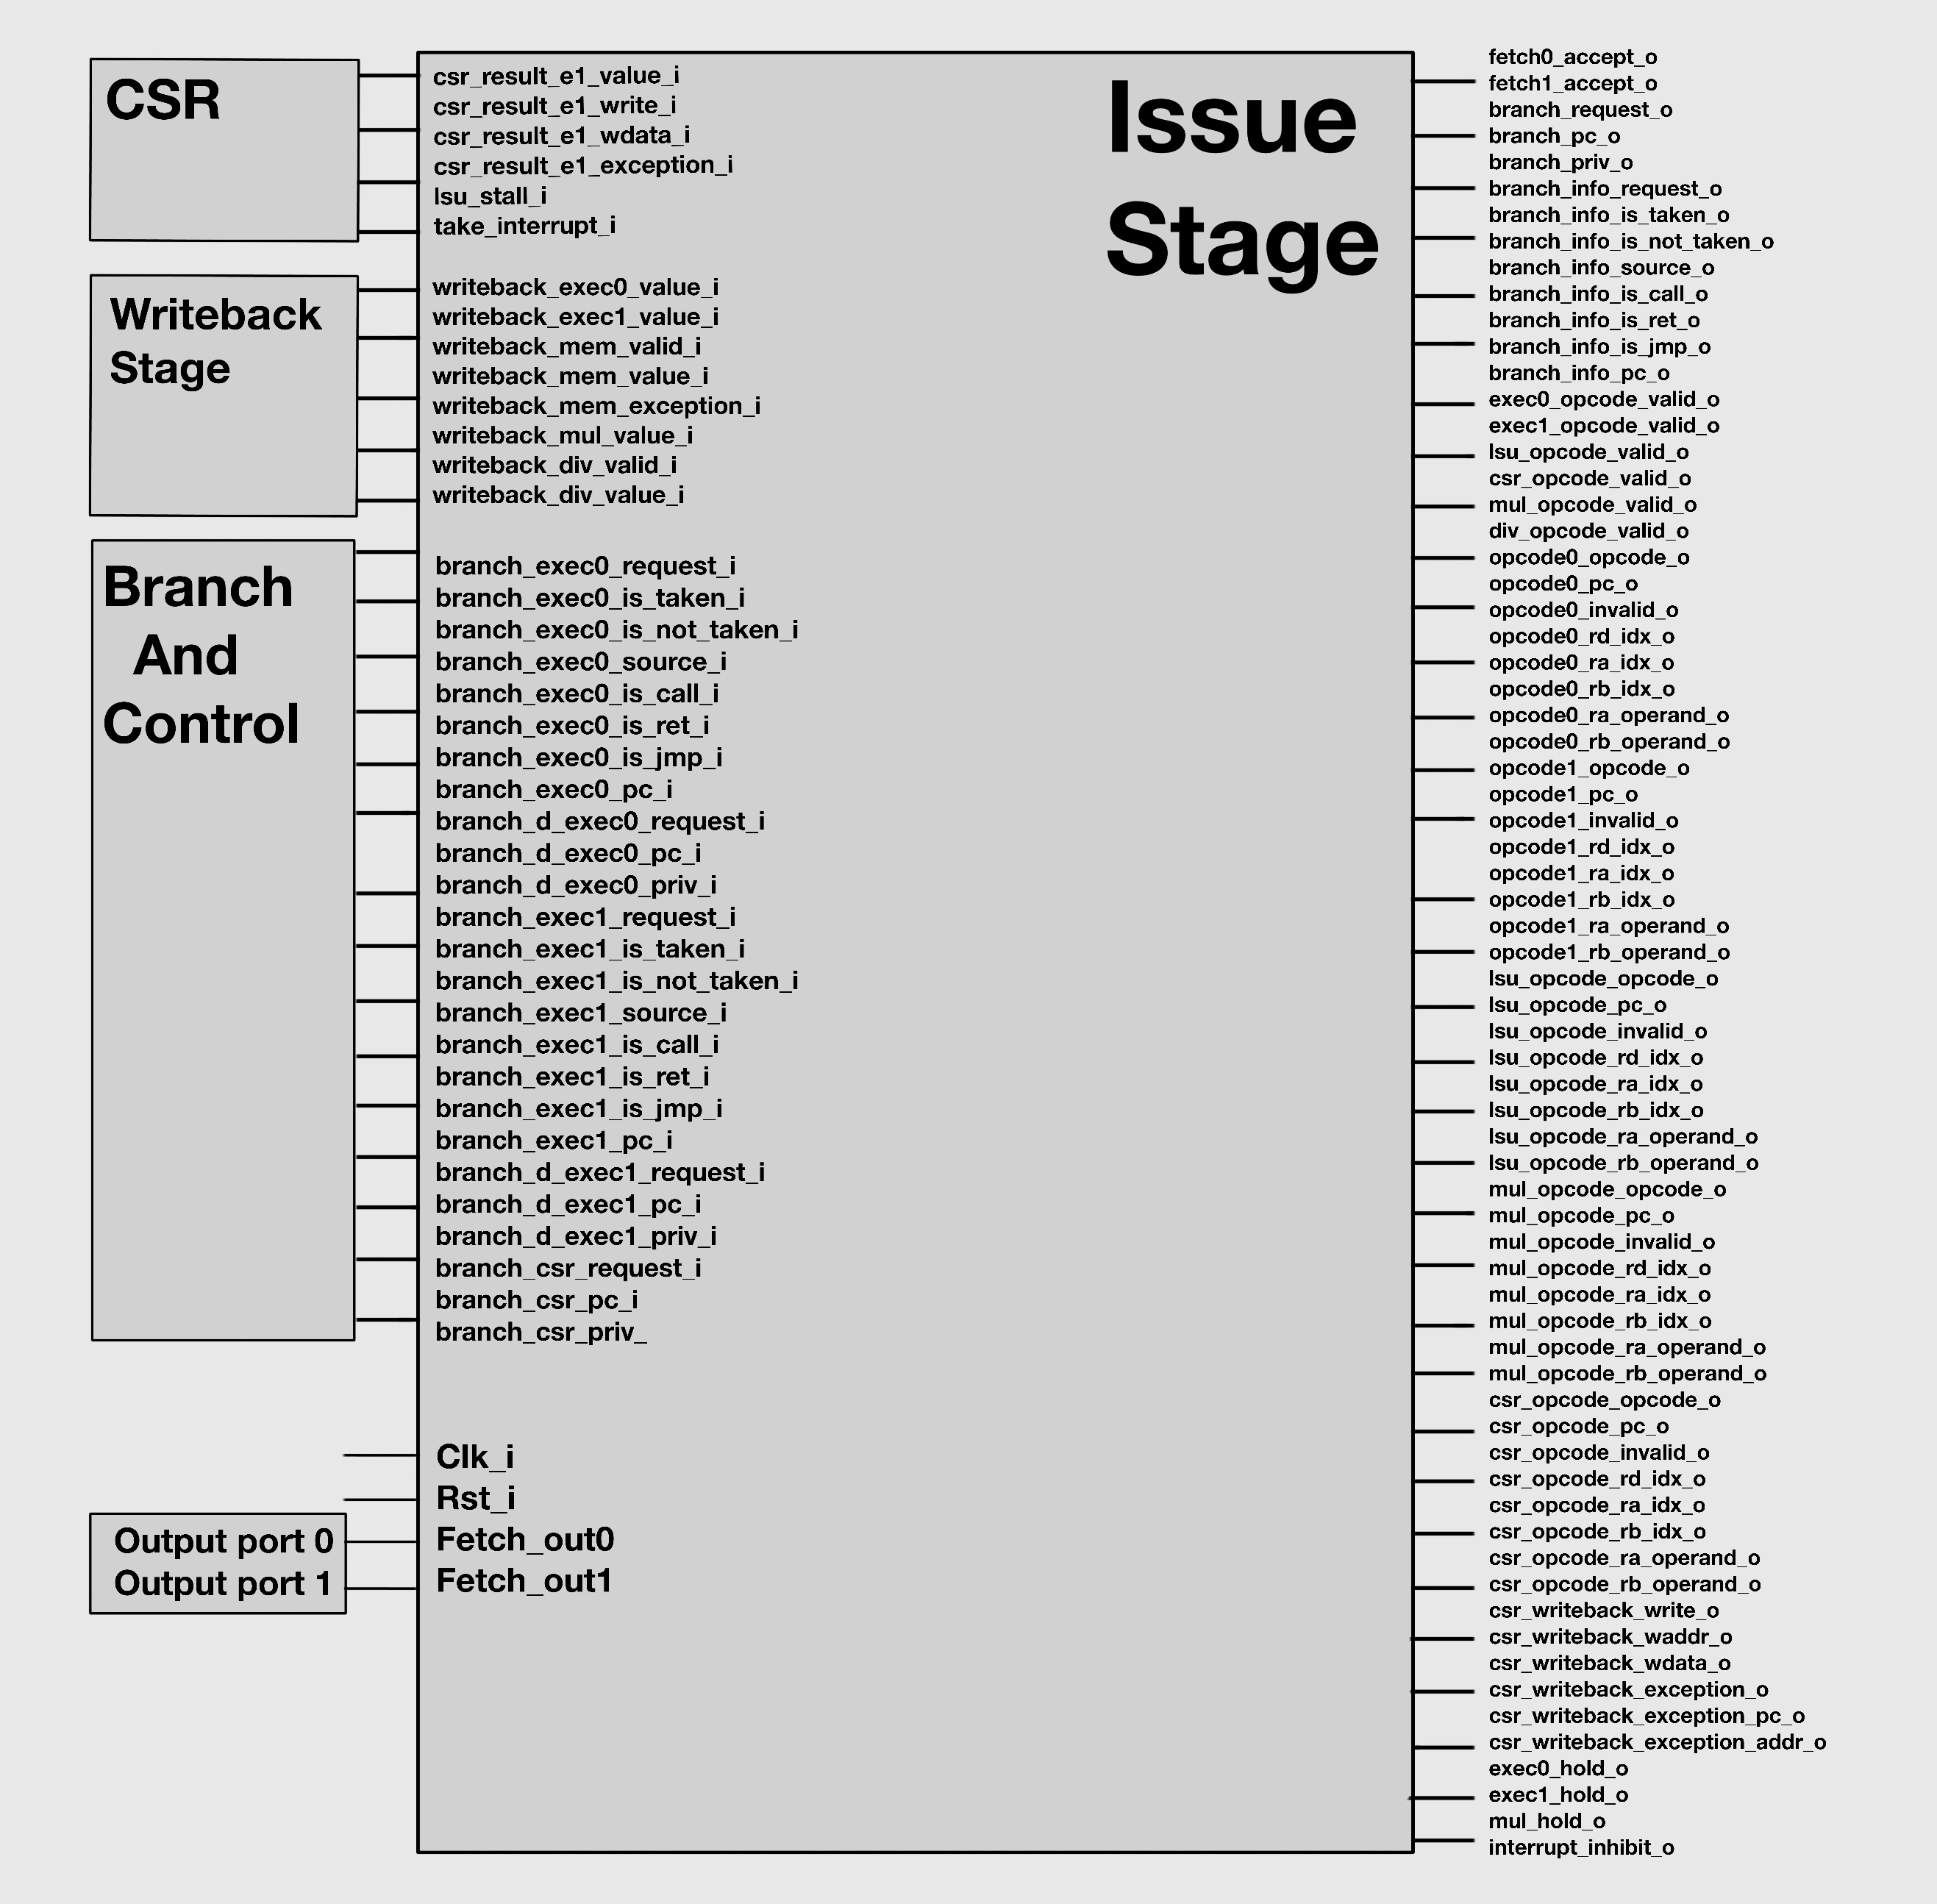 CSR
csr_result_e1_value_i
csr_result_e1_write_i
csr_result_e1_wdata_i
csr_result_e1_exception_i
lsu_stall_i
take_interrupt_i
Writeback
Stage
writeback_exec0_value_i
writeback_exec1_value_i
writeback_mem_valid_i
writeback_mem_value_i
writeback_mem_exception_i
writeback_mul_value_i
writeback_div_valid_i
writeback_div_value_i
Branch
And
Control
branch_exec0_request_i
branch_exec0_is_taken_i
branch_exec0_is_not_taken_i
branch_exec0_source_i
branch_exec0_is_call_i
branch_exec0_is_ret_i
branch_exec0_is_jmp_i
branch_exec0_pc_i
branch_d_exec0_request_i
branch_d_exec0_pc_i
branch_d_exec0_priv_i
branch_exec1_request_i
branch_exec1_is_taken_i
branch_exec1_is_not_taken_i
branch_exec1_source_i
branch_exec1_is_call_i
branch_exec1_is_ret_i
branch_exec1_is_jmp_i
branch_exec1_pc_i
branch_d_exec1_request_i
branch_d_exec1_pc_i
branch_d_exec1_priv_i
branch_csr_request_i
branch_csr_pc_i
branch_csr_priv_
Clk_i
Rst_i
Output port 0
Output port 1
Fetch_out0
Fetch_out1
Issue
Stage
fetch0_accept_o
fetch1_accept_o
branch_request_o
branch_pc_o
branch_priv_o
branch_info_request_o
branch_info_is_taken_o
branch_info_is_not_taken_o
branch_info_source_o
branch_info_is_call_o
branch_info_is_ret_o
branch_info_is_jmp_o
branch_info_pc_o
exec0_opcode_valid_o
exec1_opcode_valid_o
lsu_opcode_valid_o
csr_opcode_valid_o
mul_opcode_valid_o
div_opcode_valid_o
opcode0_opcode_o
opcode0_pc_o
opcode0_invalid_o
opcode0_rd_idx_o
opcode0_ra_idx_o
opcode0_rb_idx_o
opcode0_ra_operand_o
opcode0_rb_operand_o
opcode1_opcode_o
opcode1_pc_o
opcode1_invalid_o
opcode1_rd_idx_o
opcode1_ra_idx_o
opcode1_rb_idx_o
opcode1_ra_operand_o
opcode1_rb_operand_o
lsu_opcode_opcode_o
lsu_opcode_pc_o
lsu_opcode_invalid_o
lsu_opcode_rd_idx_o
lsu_opcode_ra_idx_o
lsu_opcode_rb_idx_o
lsu_opcode_ra_operand_o
lsu_opcode_rb_operand_o
mul_opcode_opcode_o
mul_opcode_pc_o
mul_opcode_invalid_o
mul_opcode_rd_idx_o
mul_opcode_ra_idx_o
mul_opcode_rb_idx_o
mul_opcode_ra_operand_o
mul_opcode_rb_operand_o
csr_opcode_opcode_o
csr_opcode_pc_o
csr_opcode_invalid_o
csr_opcode_rd_idx_o
csr_opcode_ra_idx_o
csr_opcode_rb_idx_o
csr_opcode_ra_operand_o
csr_opcode_rb_operand_o
csr_writeback_write_o
csr_writeback_waddr_o
csr_writeback_wdata_o
csr_writeback_exception_o
csr_writeback_exception_pc_o
csr_writeback_exception_addr_o
exec0_hold_o
exec1_hold_o
mul_hold_o
interrupt_inhibit_o